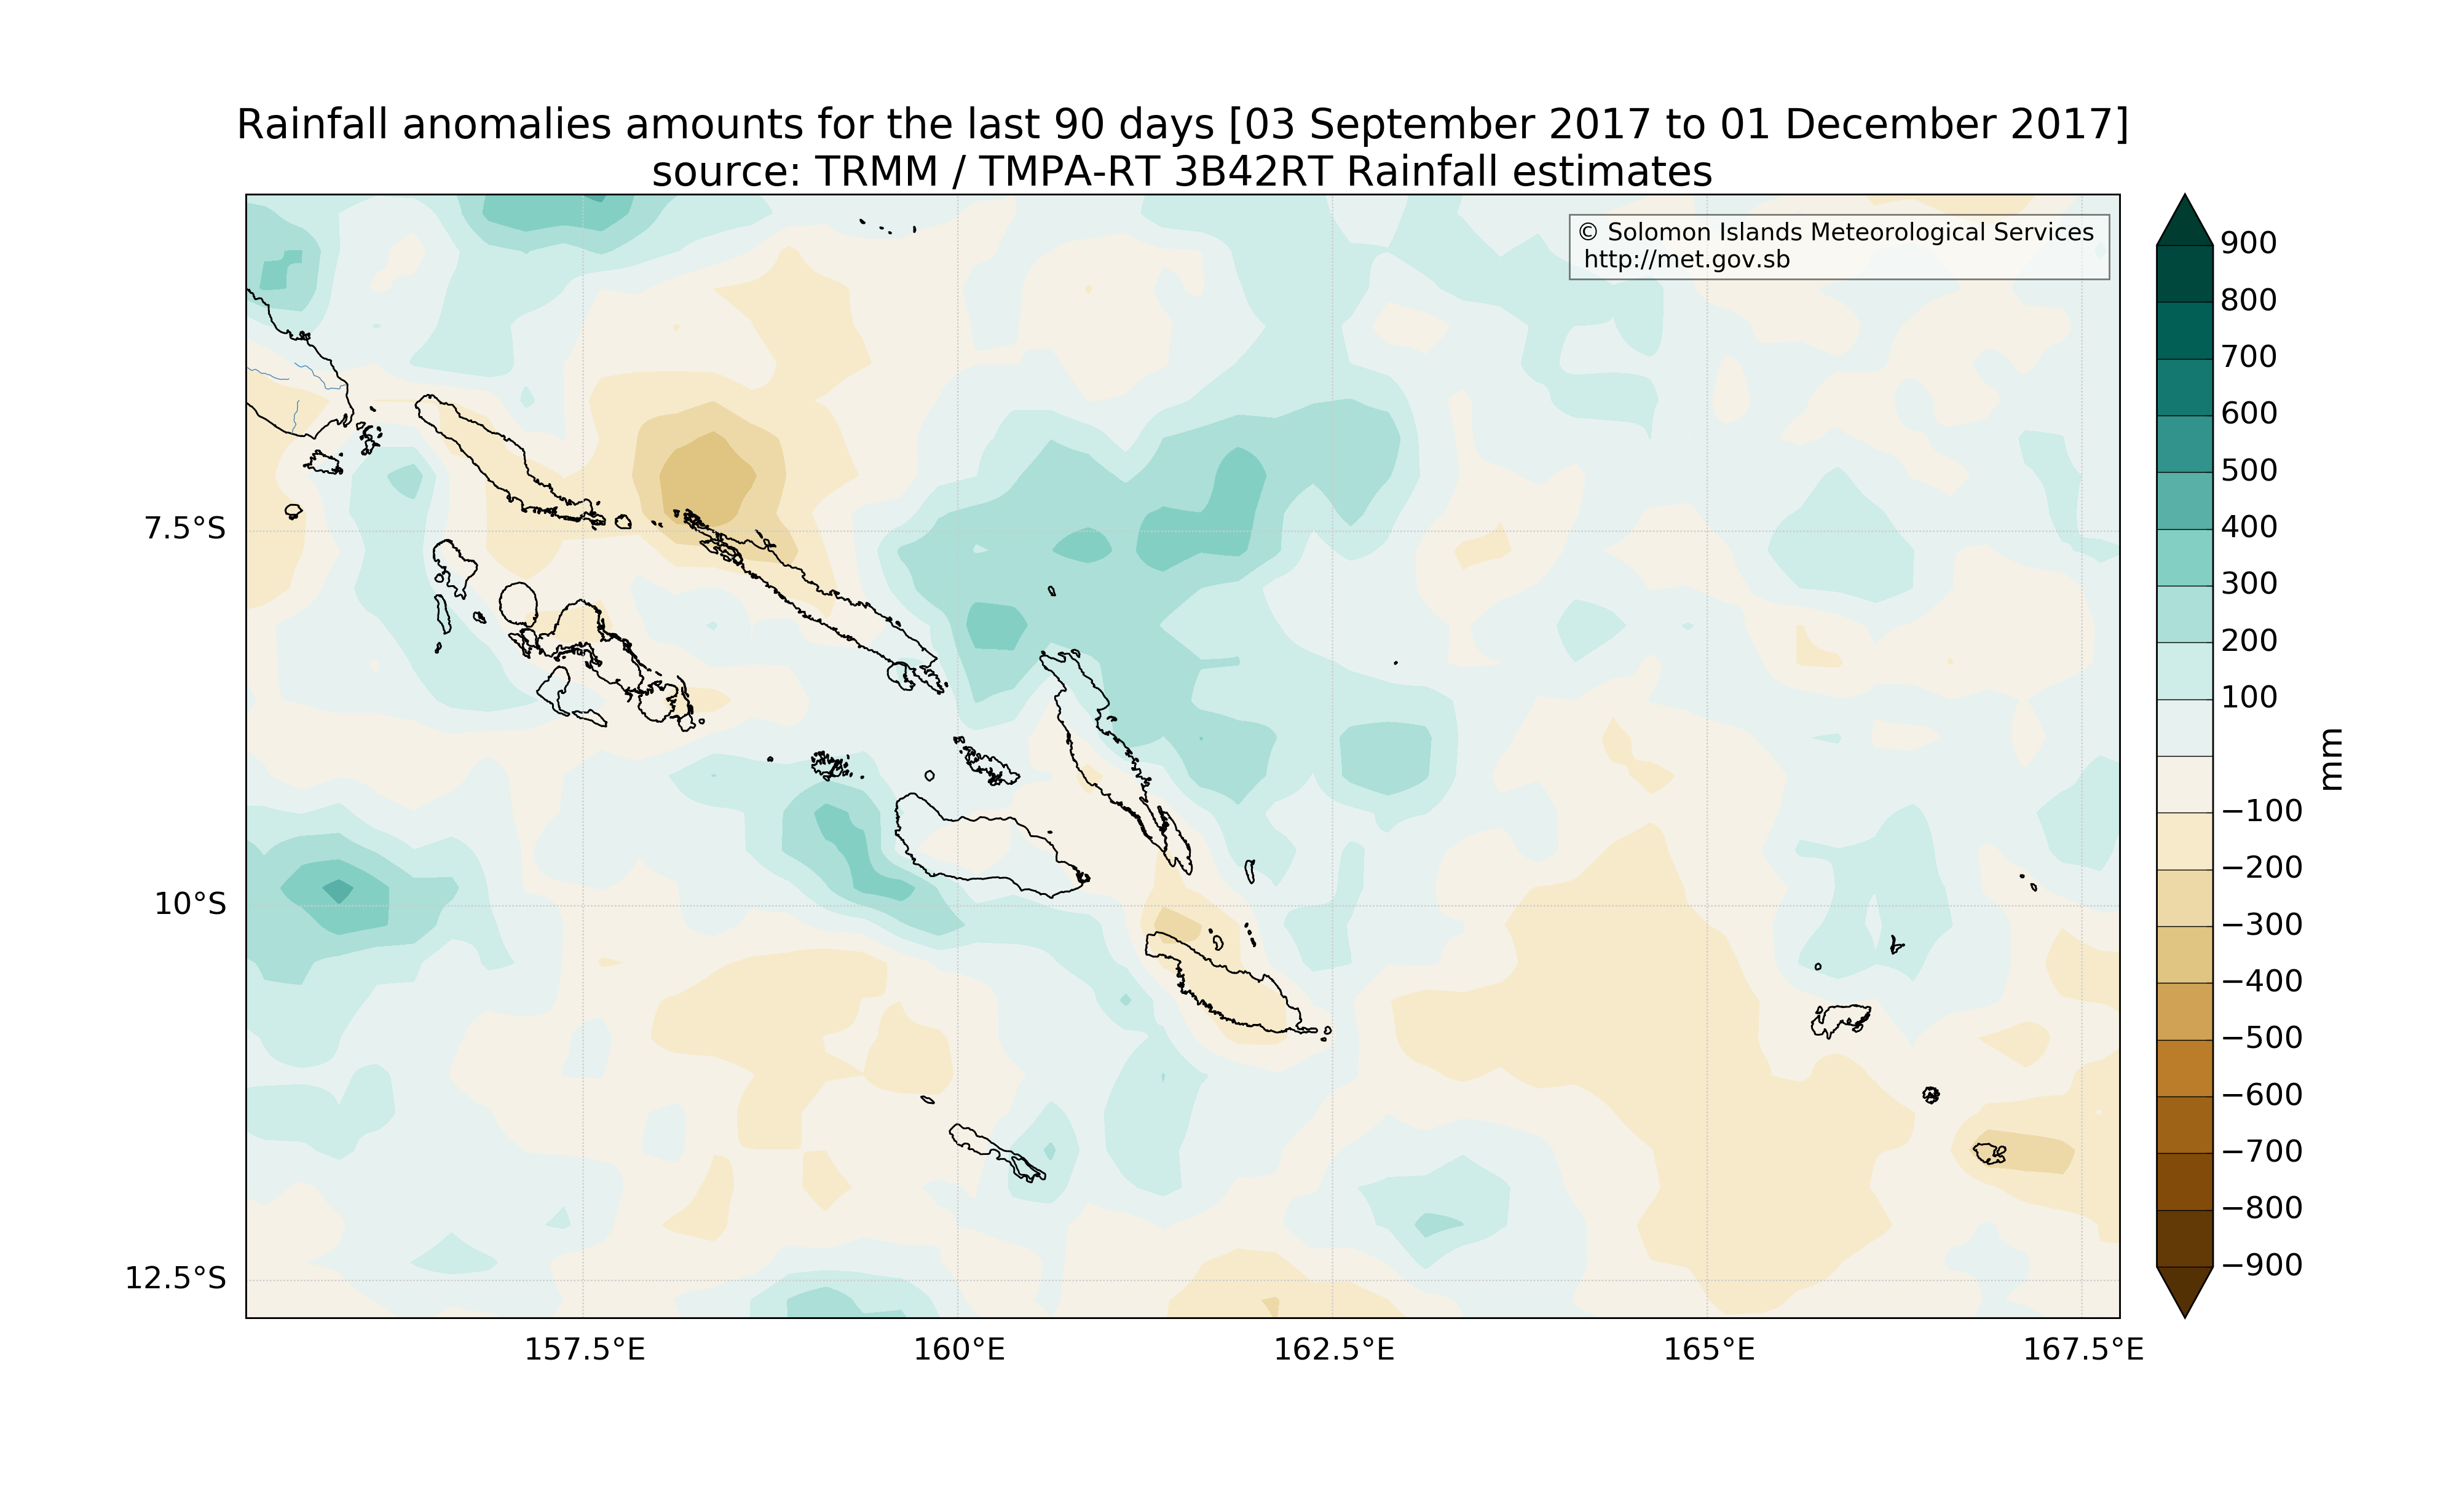 Rainfall anomalies amounts for the last 90 days [03 September 2017 to 01 December 2017]
source: TRMM / TMPA-RT 3B42RT Rainfall estimates
© Solomon Islands Meteorological Services
http://met.gov.sb
7.5°S
10°S
12.5°S
157.5°E
160°E
162.5°E
165°E
167.5°E
900
800
700
600
500
400
300
200
100
−100
−200
−300
−400
−500
−600
−700
−800
−900
mm